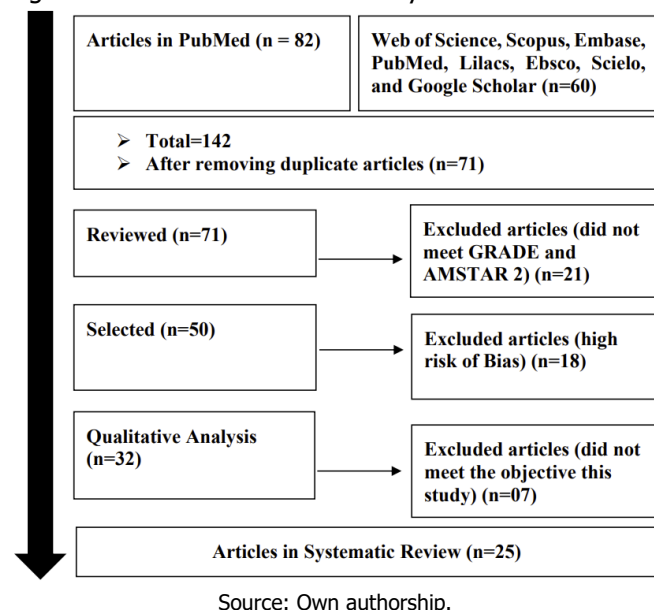 Articles in PubMed (n = 82)
Web of Science, Scopus, Embase,
PubMed, Lilacs, Ebsco, Scielo,
and Google Scholar (n=60)
➢ Total=142
➢ After removing duplicate articles (n=71)
Reviewed (n=71)
Excluded articles (did not
meet GRADE and
AMSTAR 2) (n=21)
Selected (n=50)
Excluded articles (high
risk of Bias) (n=18)
Qualitative Analysis
(n=32)
Excluded articles (did not
meet the objective this
study) (n=07)
Articles in Systematic Review (n=25)
Source: Own authorship.